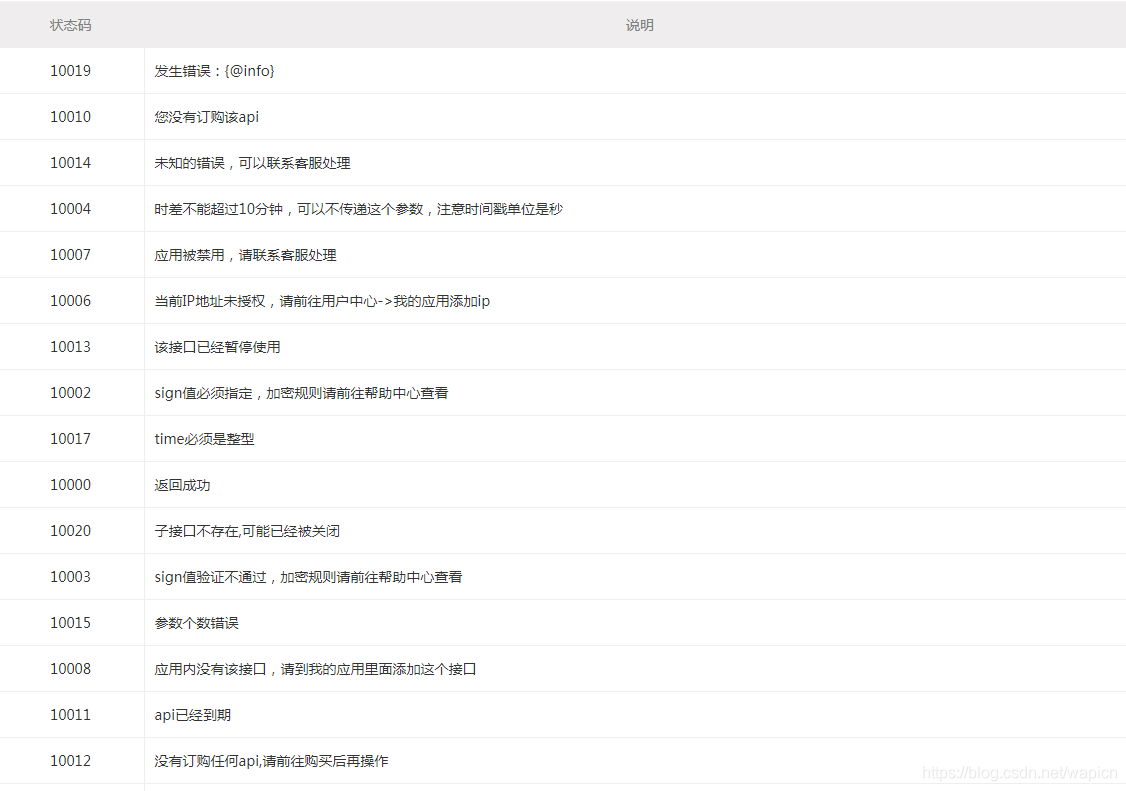 状态码 说明
10019 发生错误：{@info}
10010 您没有订购该api
10014 未知的错误，可以联系客服处理
10004 时差不能超过10分钟，可以不传递这个参数，注意时间戳单位是秒
10007 应用被禁用，请联系客服处理
10006 当前IP地址未授权，请前往用户中心->我的应用添加ip
10013 该接口已经暂停使用
10002 sign值必须指定，加密规则请前往帮助中心查看
10017 time必须是整型
10000 返回成功
10020 子接口不存在,可能已经被关闭
10003 sign值验证不通过，加密规则请前往帮助中心查看
10015 参数个数错误
10008 应用内没有该接口，请到我的应用里面添加这个接口
10011 api已经到期
10012 没有订购任何api,请前往购买后再操作
https://blog.csdn.net/wapicn